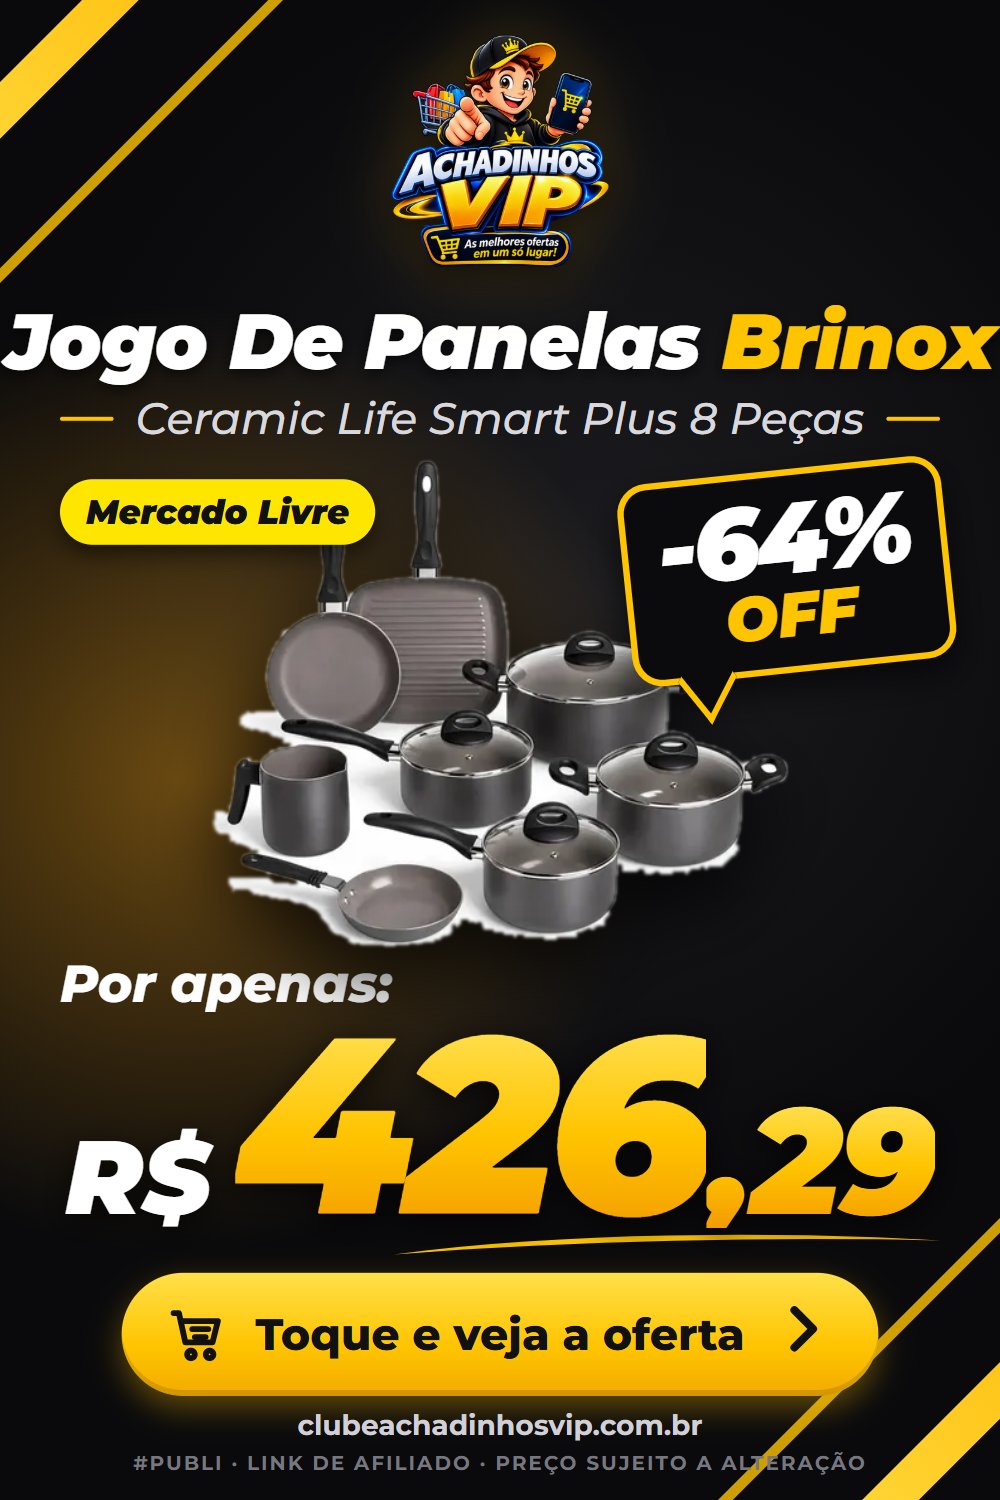 ACHADINHOS
VIP
As melhores ofertas
em um só lugar!
Jogo De Panelas Brinox
Ceramic Life Smart Plus 8 Peças
Mercado Livre
-64%
OFF
Por apenas:
R$ 426,29
Toque e veja a oferta
clubeachadinhosvip.com.br
#PUBLI · LINK DE AFILIADO · PREÇO SUJEITO A ALTERAÇÃO